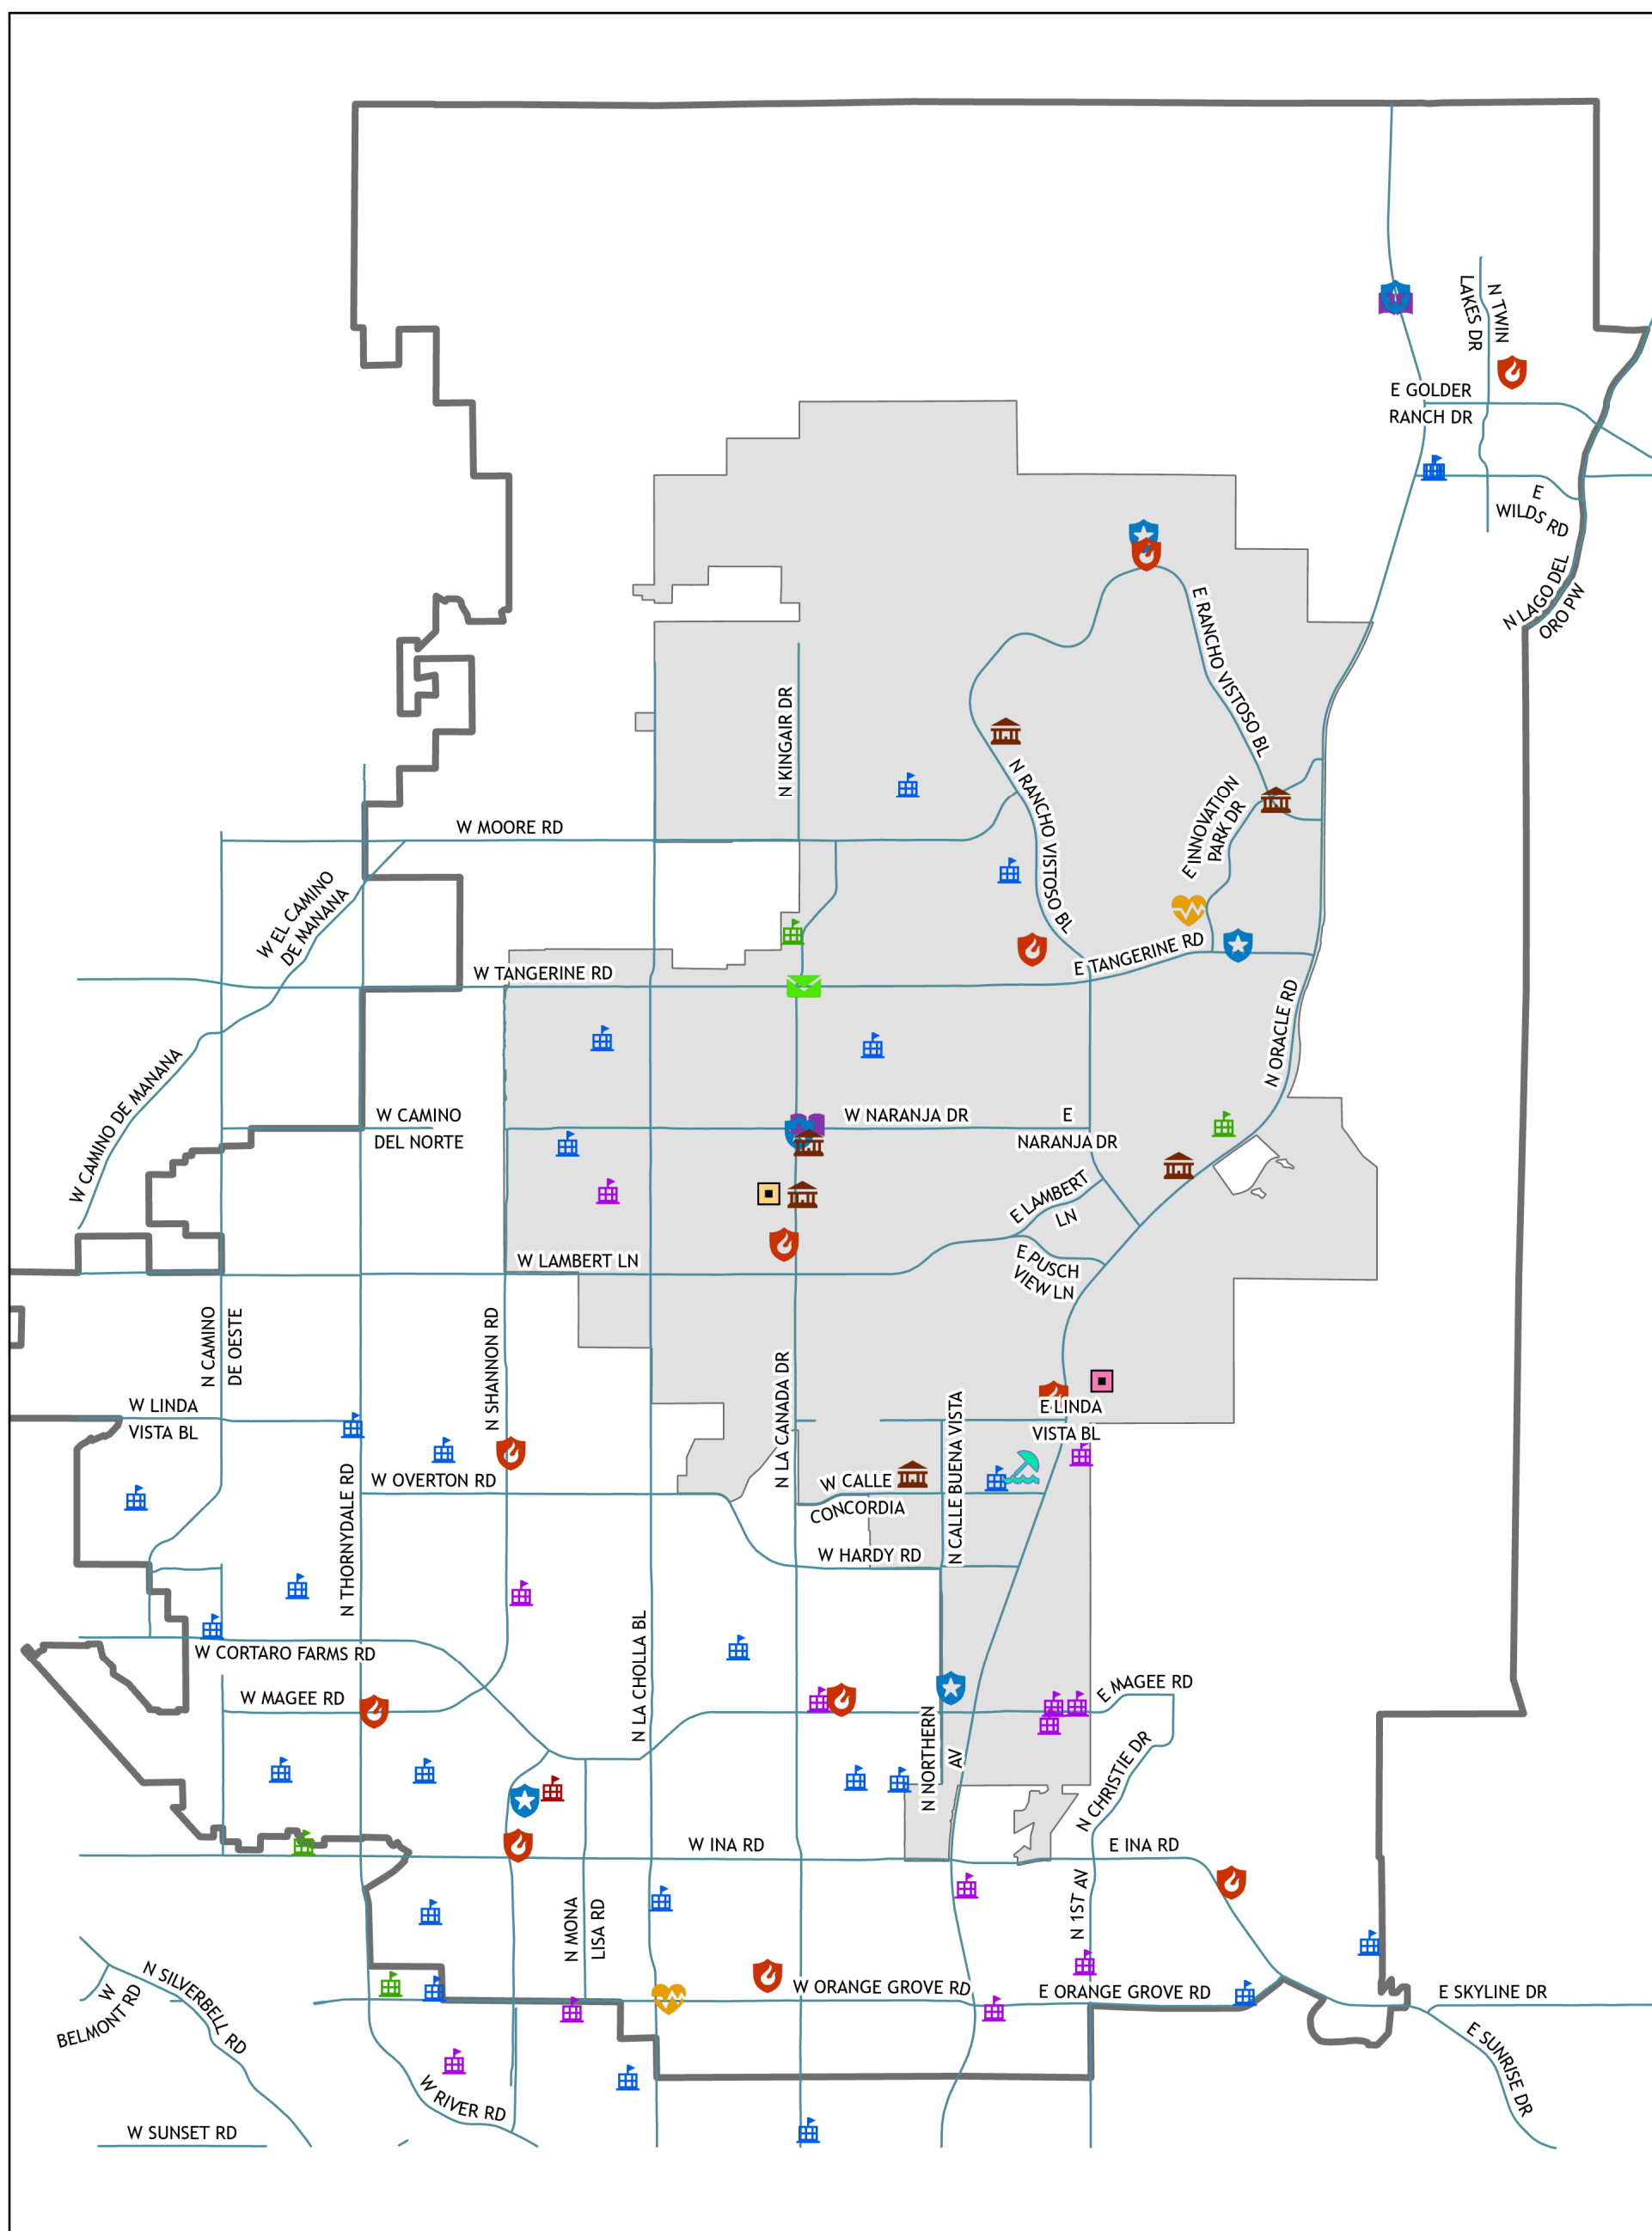 N TWIN
LAKES DR
E GOLDER
RANCH DR
E
WILDS RD
N LAGO DEL
ORO PW
E RANCHO VISTOSO BL
N KINGAIR DR
N RANCHO VISTOSO BL
E INNOVATION
PARK DR
W MOORE RD
W EL CAMINO
DE MANANA
W TANGERINE RD
E TANGERINE RD
N ORACLE RD
W CAMINO DE MANANA
W CAMINO
DEL NORTE
W NARANJA DR
E
NARANJA DR
E LAMBERT
LN
W LAMBERT LN
E PUSCH
VIEW LN
N CAMINO
DE OESTE
N SHANNON RD
N LA CANADA DR
N CALLE BUENA VISTA
W LINDA
VISTA BL
E LINDA
VISTA BL
W OVERTON RD
W CALLE
CONCORDIA
N THORNYDALE RD
W HARDY RD
N LA CHOLLA BL
W CORTARO FARMS RD
W MAGEE RD
E MAGEE RD
N NORTHERN
AV
N CHRISTIE DR
W INA RD
E INA RD
N MONA
LISA RD
N 1ST AV
W ORANGE GROVE RD
E ORANGE GROVE RD
E SKYLINE DR
W
BELMONT RD
N SILVERBELL RD
E SUNRISE DR
W RIVER RD
W SUNSET RD